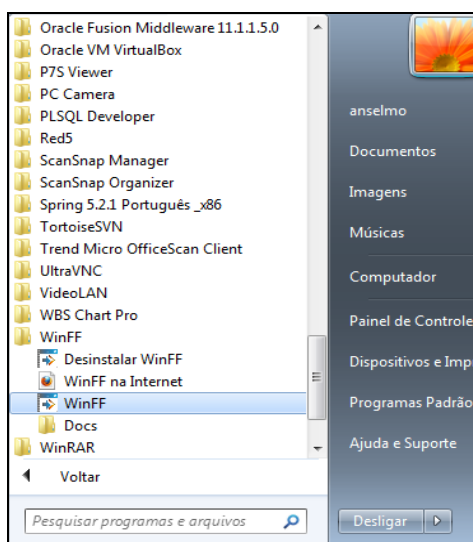 Oracle Fusion Middleware 11.1.1.5.0
Oracle VM VirtualBox
P7S Viewer
PC Camera
PLSQL Developer
Red5
ScanSnap Manager
ScanSnap Organizer
Spring 5.2.1 Português _x86
TortoiseSVN
Trend Micro OfficeScan Client
UltraVNC
VideoLAN
WBS Chart Pro
WinFF
Desinstalar WinFF
WinFF na Internet
WinFF
Docs
WinRAR
Voltar
Pesquisar programas e arquivos
anselmo
Documentos
Imagens
Músicas
Computador
Painel de Controle
Dispositivos e Imp
Programas Padrão
Ajuda e Suporte
Desligar